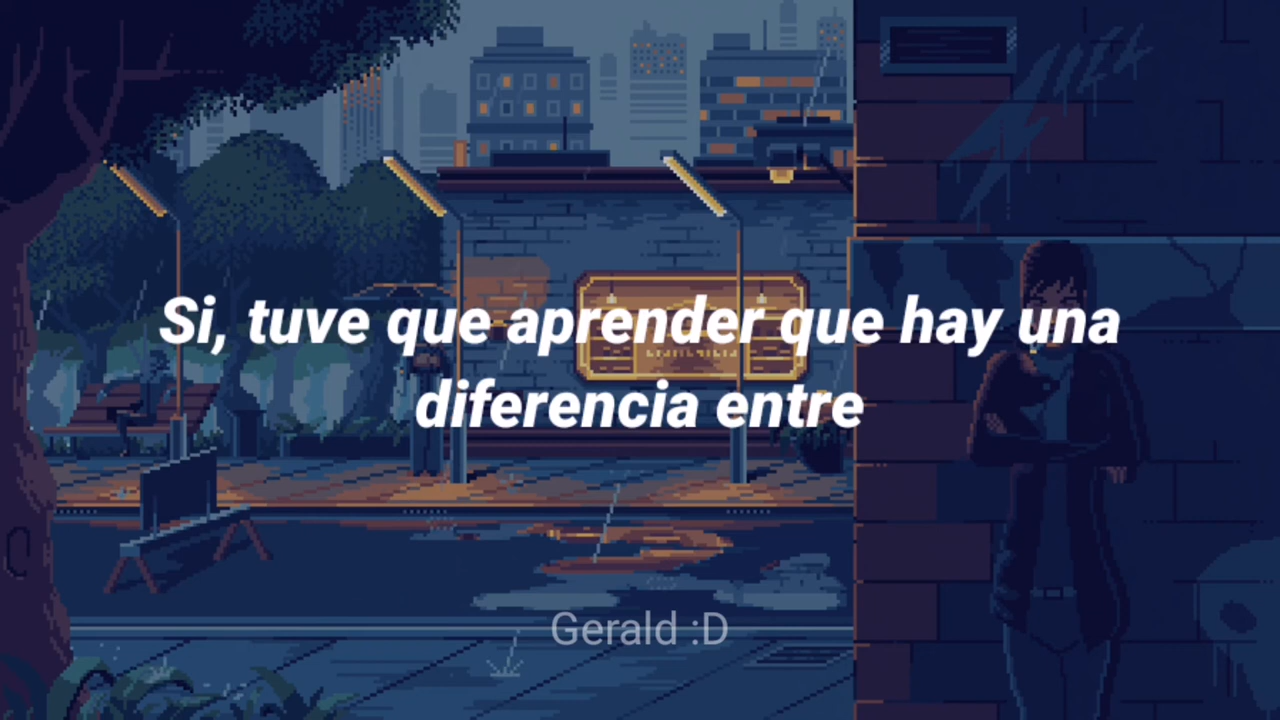 Si, tuve que aprender que hay una
diferencia entre
Gerald :D